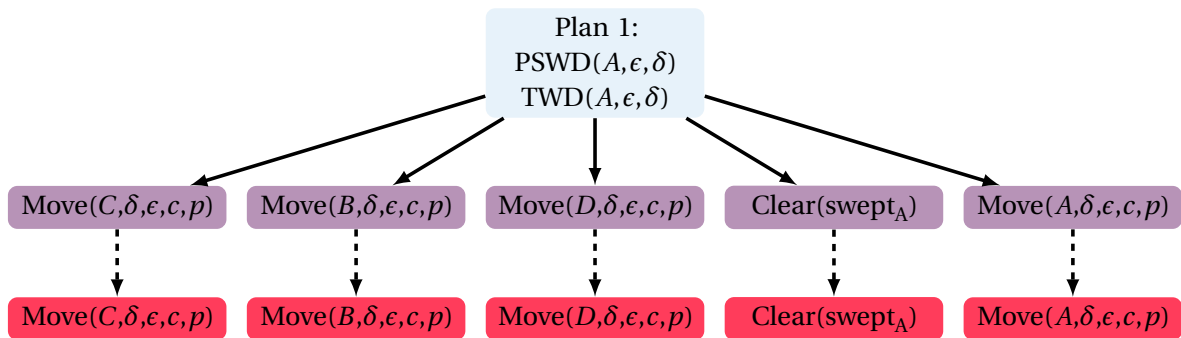 Plan 1:
PSWD(A,ϵ,δ)
TWD(A,ϵ,δ)
Move(C,δ,ϵ,c,p)
Move(B,δ,ϵ,c,p)
Move(D,δ,ϵ,c,p)
Clear(swept_A)
Move(A,δ,ϵ,c,p)
Move(C,δ,ϵ,c,p)
Move(B,δ,ϵ,c,p)
Move(D,δ,ϵ,c,p)
Clear(swept_A)
Move(A,δ,ϵ,c,p)